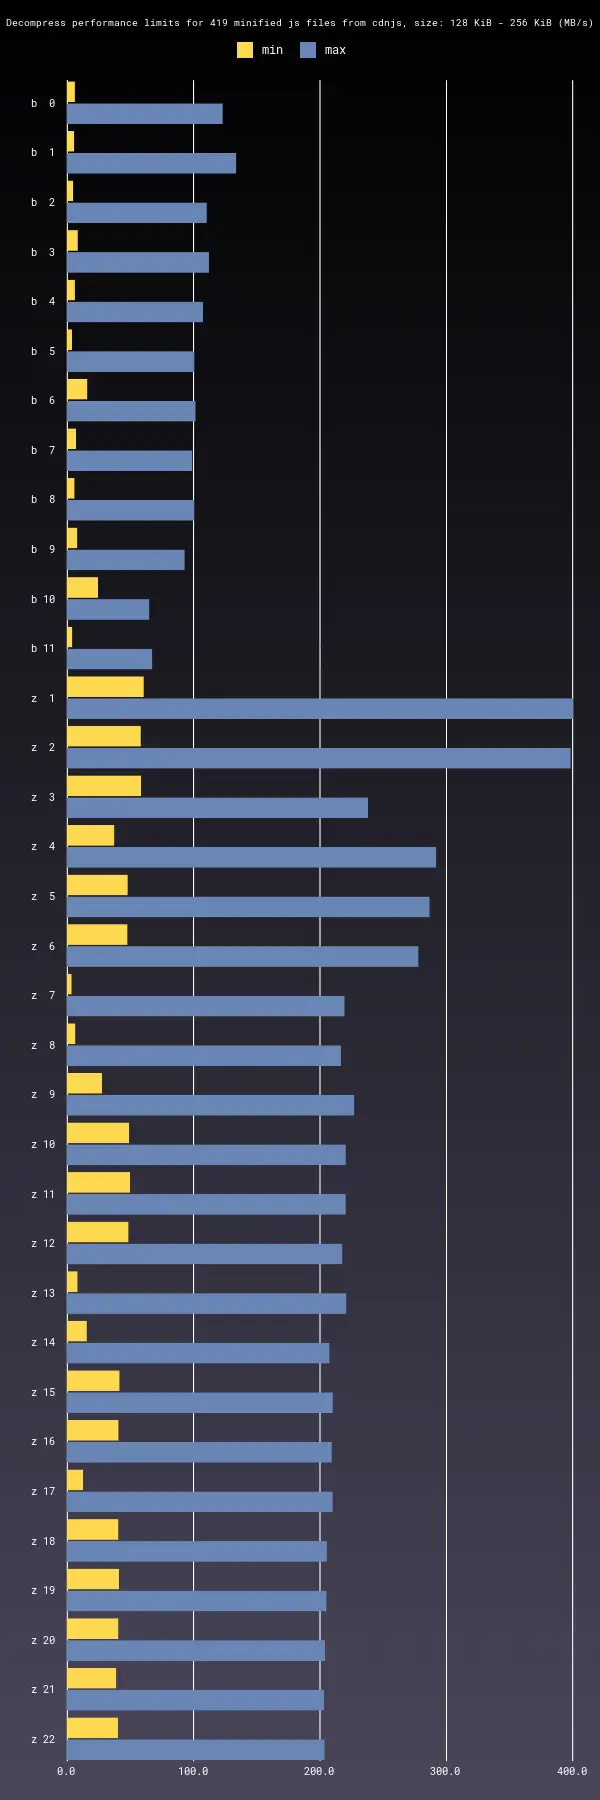 Decompress performance limits for 419 minified js files from cdnjs, size: 128 KiB - 256 KiB (MB/s)
min max
b 0
b 1
b 2
b 3
b 4
b 5
b 6
b 7
b 8
b 9
b 10
b 11
z 1
z 2
z 3
z 4
z 5
z 6
z 7
z 8
z 9
z 10
z 11
z 12
z 13
z 14
z 15
z 16
z 17
z 18
z 19
z 20
z 21
z 22
0.0 100.0 200.0 300.0 400.0